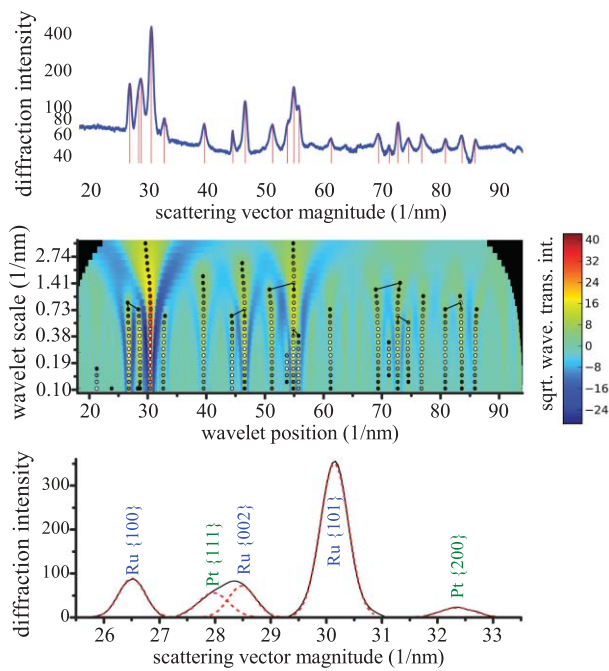 diffraction intensity
400
200
100
80
60
40
20 30 40 50 60 70 80 90
scattering vector magnitude (1/nm)
wavelet scale (1/nm)
2.74
1.41
0.73
0.38
0.19
0.10
20 30 40 50 60 70 80 90
wavelet position (1/nm)
sqrt. wave. trans. int.
40
32
24
16
8
0
−8
−16
−24
diffraction intensity
300
200
100
0
Ru {100}
Pt {111}
Ru {002}
Ru {101}
Pt {200}
26 27 28 29 30 31 32 33
scattering vector magnitude (1/nm)